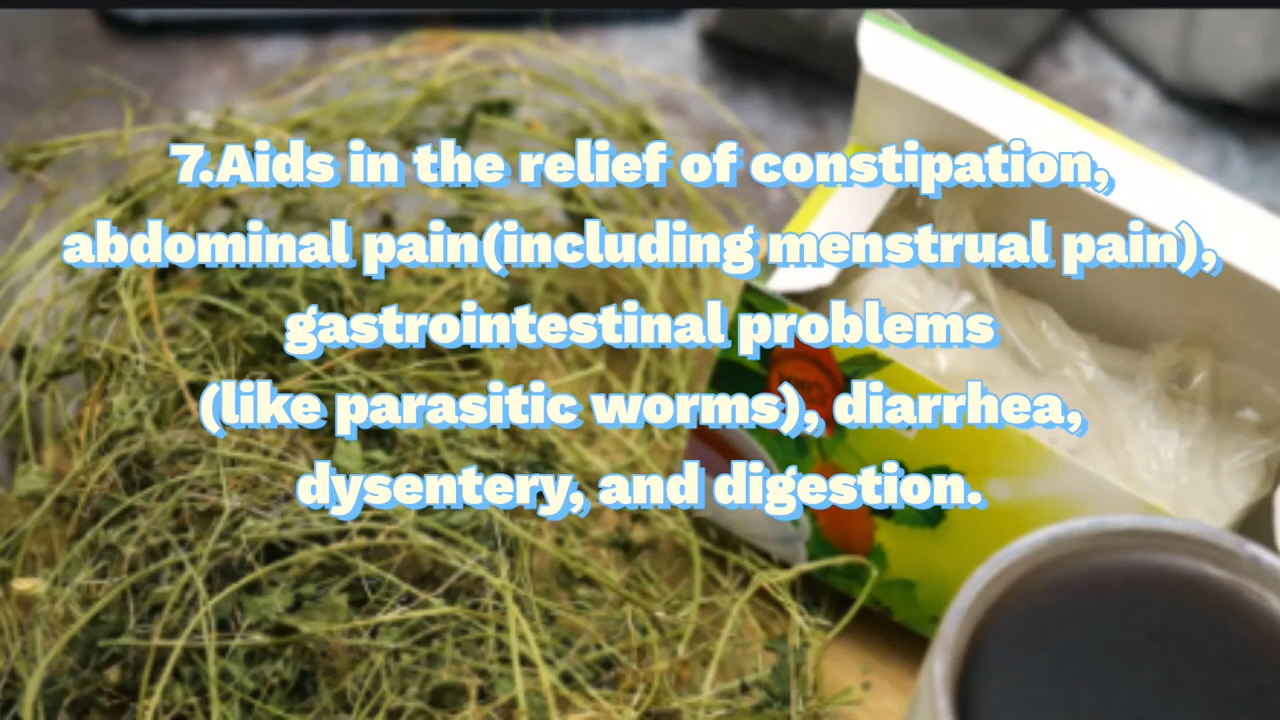 7.Aids in the relief of constipation,
abdominal pain(including menstrual pain),
gastrointestinal problems
(like parasitic worms), diarrhea,
dysentery, and digestion.